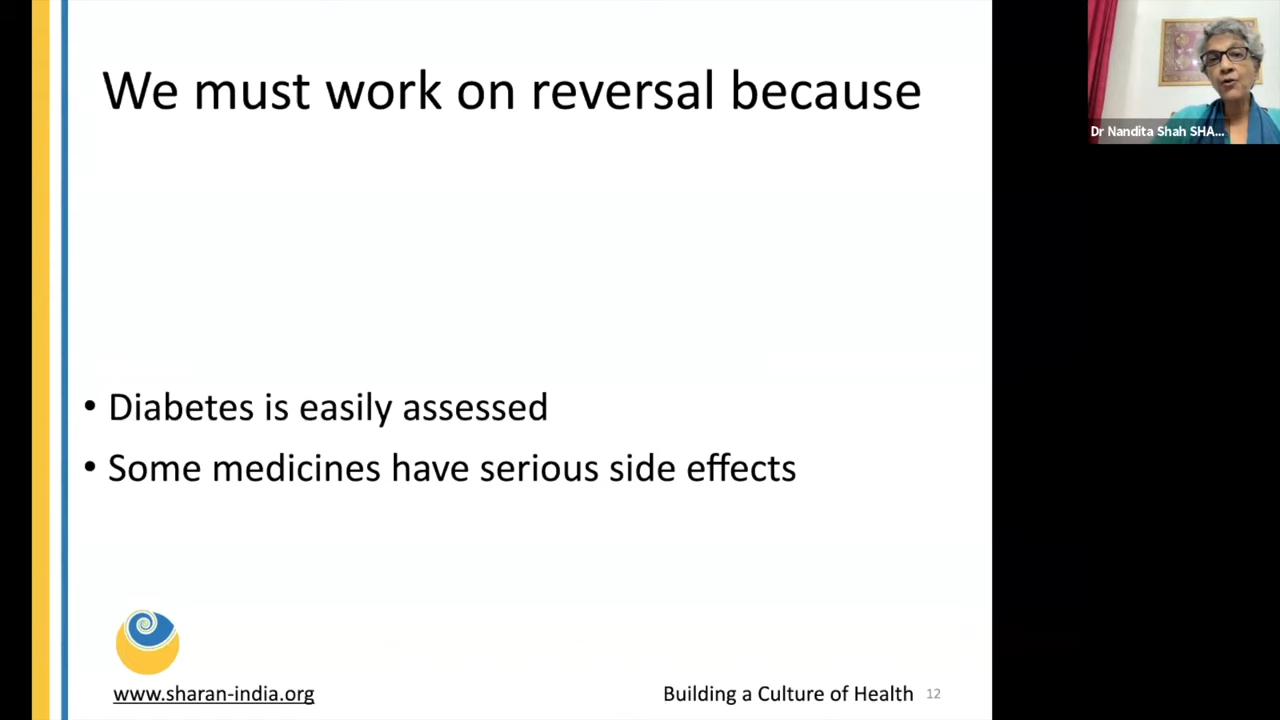 We must work on reversal because
Dr Nandita Shah SHA...
• Diabetes is easily assessed
• Some medicines have serious side effects
www.sharan-india.org
Building a Culture of Health 12